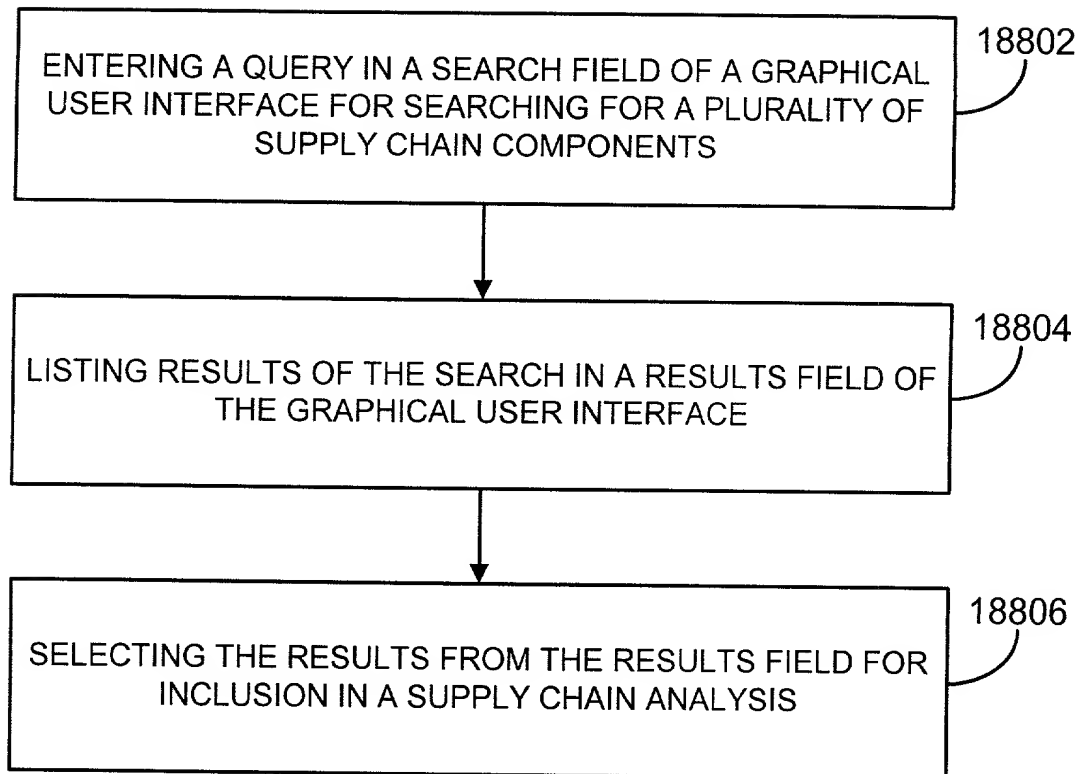 18802
ENTERING A QUERY IN A SEARCH FIELD OF A GRAPHICAL
USER INTERFACE FOR SEARCHING FOR A PLURALITY OF
SUPPLY CHAIN COMPONENTS
18804
LISTING RESULTS OF THE SEARCH IN A RESULTS FIELD OF
THE GRAPHICAL USER INTERFACE
18806
SELECTING THE RESULTS FROM THE RESULTS FIELD FOR
INCLUSION IN A SUPPLY CHAIN ANALYSIS